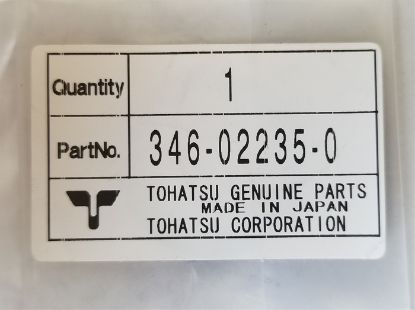 Quantity 1
PartNo. 346-02235-0
TOHATSU GENUINE PARTS
MADE IN JAPAN
TOHATSU CORPORATION